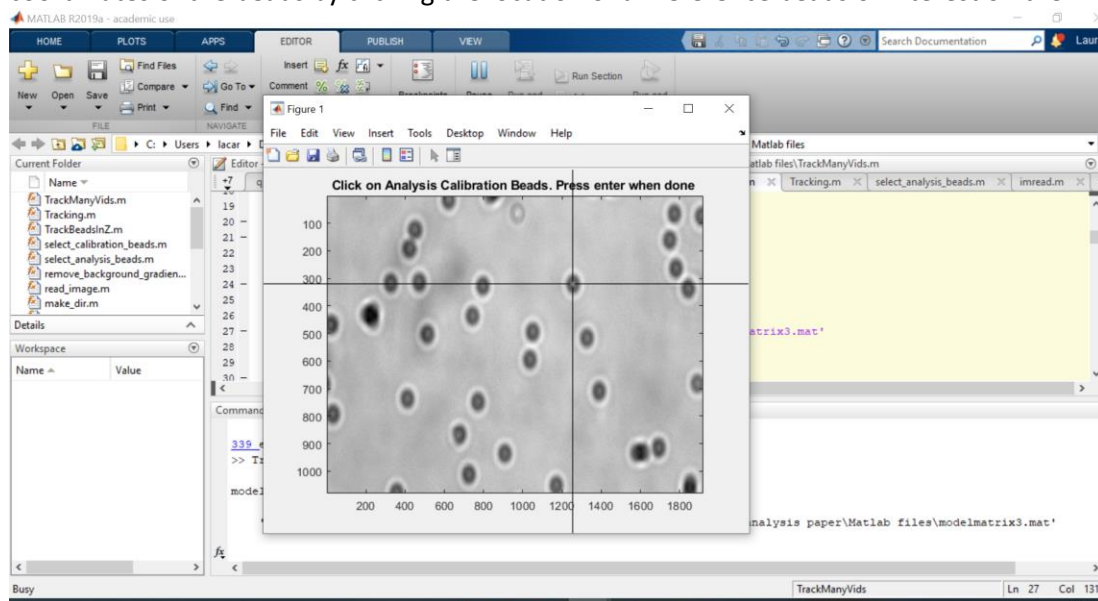 MATLAB R2019a - academic use
HOME PLOTS APPS EDITOR PUBLISH VIEW Search Documentation Laur
New Open Save Find Files Compare Print Go To Find Insert fx Comment Run Section
FILE NAVIGATE
C: Users lacar Matlab files
Figure 1
File Edit View Insert Tools Desktop Window Help
Current Folder Editor atlab files\TrackManyVids.m
Name +7 Tracking.m select_analysis_beads.m imread.m
TrackManyVids.m
Tracking.m
TrackBeadsInZ.m
select_calibration_beads.m
select_analysis_beads.m
remove_background_gradien...
read_image.m
make_dir.m
Details
Workspace
Name Value
19
20
21
22
23
24
25
26
27 atrix3.mat'
28
29
30
Click on Analysis Calibration Beads. Press enter when done
100
200
300
400
500
600
700
800
900
1000
200 400 600 800 1000 1200 1400 1600 1800
Command
339
>> T
model
nalysis paper\Matlab files\modelmatrix3.mat'
fx
Busy TrackManyVids Ln 27 Col 131